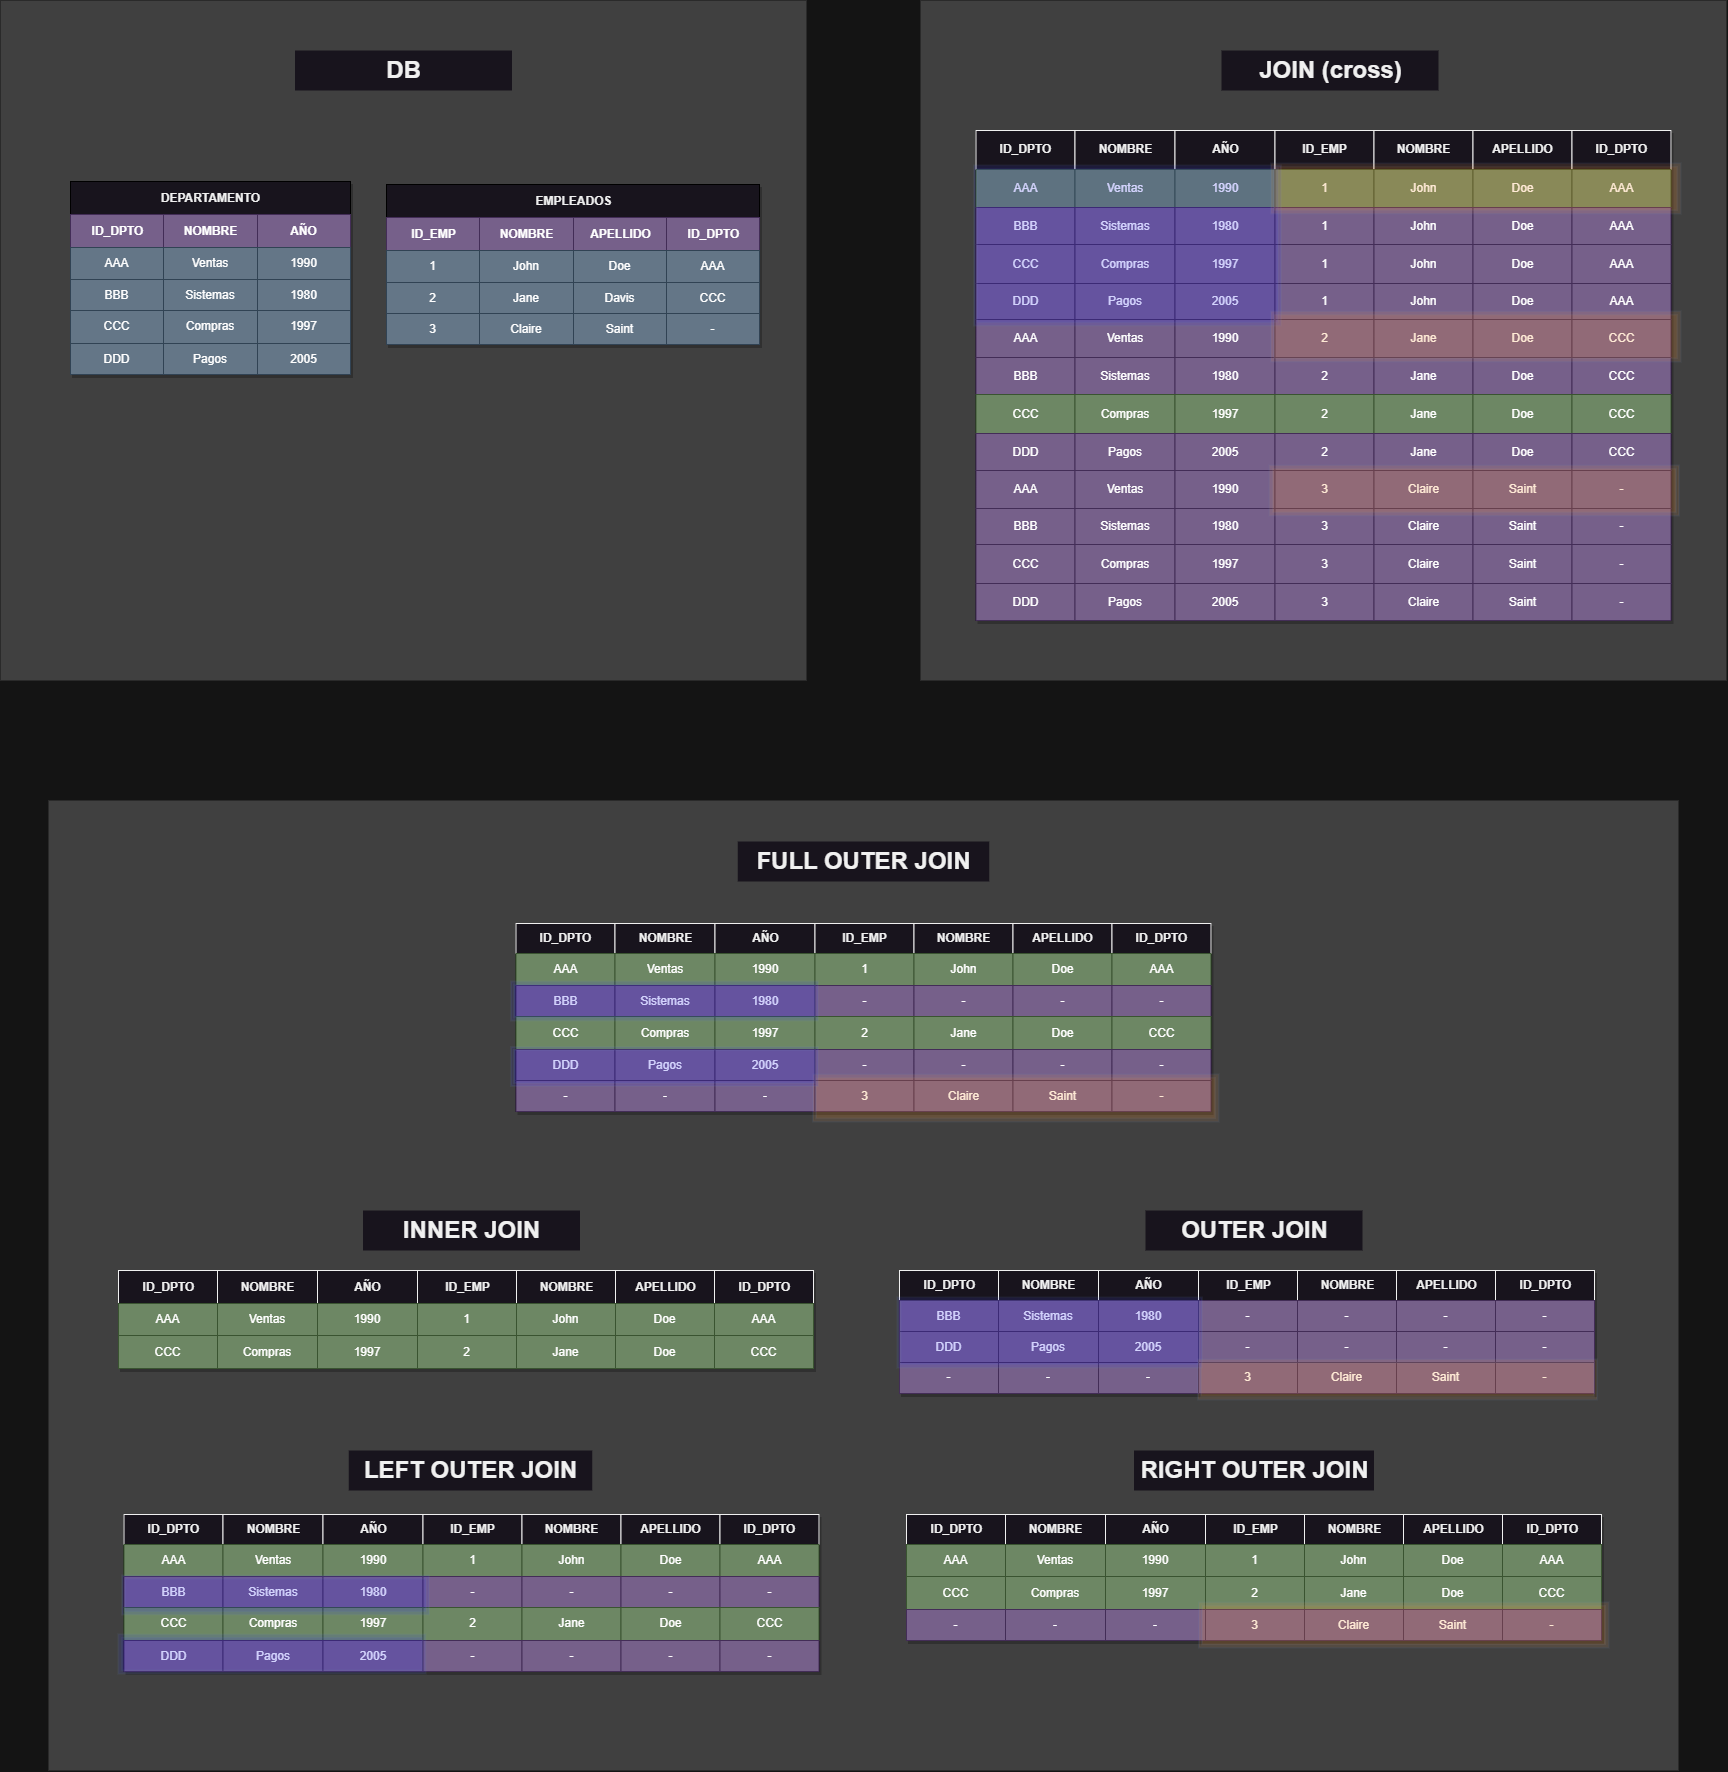 DB
DEPARTAMENTO
ID_DPTO NOMBRE AÑO
AAA Ventas 1990
BBB Sistemas 1980
CCC Compras 1997
DDD Pagos 2005
EMPLEADOS
ID_EMP NOMBRE APELLIDO ID_DPTO
1 John Doe AAA
2 Jane Davis CCC
3 Claire Saint -
JOIN (cross)
ID_DPTO NOMBRE AÑO ID_EMP NOMBRE APELLIDO ID_DPTO
AAA Ventas 1990 1 John Doe AAA
BBB Sistemas 1980 1 John Doe AAA
CCC Compras 1997 1 John Doe AAA
DDD Pagos 2005 1 John Doe AAA
AAA Ventas 1990 2 Jane Doe CCC
BBB Sistemas 1980 2 Jane Doe CCC
CCC Compras 1997 2 Jane Doe CCC
DDD Pagos 2005 2 Jane Doe CCC
AAA Ventas 1990 3 Claire Saint -
BBB Sistemas 1980 3 Claire Saint -
CCC Compras 1997 3 Claire Saint -
DDD Pagos 2005 3 Claire Saint -
FULL OUTER JOIN
ID_DPTO NOMBRE AÑO ID_EMP NOMBRE APELLIDO ID_DPTO
AAA Ventas 1990 1 John Doe AAA
BBB Sistemas 1980 - - - -
CCC Compras 1997 2 Jane Doe CCC
DDD Pagos 2005 - - - -
- - - 3 Claire Saint -
INNER JOIN
ID_DPTO NOMBRE AÑO ID_EMP NOMBRE APELLIDO ID_DPTO
AAA Ventas 1990 1 John Doe AAA
CCC Compras 1997 2 Jane Doe CCC
OUTER JOIN
ID_DPTO NOMBRE AÑO ID_EMP NOMBRE APELLIDO ID_DPTO
BBB Sistemas 1980 - - - -
DDD Pagos 2005 - - - -
- - - 3 Claire Saint -
LEFT OUTER JOIN
ID_DPTO NOMBRE AÑO ID_EMP NOMBRE APELLIDO ID_DPTO
AAA Ventas 1990 1 John Doe AAA
BBB Sistemas 1980 - - - -
CCC Compras 1997 2 Jane Doe CCC
DDD Pagos 2005 - - - -
RIGHT OUTER JOIN
ID_DPTO NOMBRE AÑO ID_EMP NOMBRE APELLIDO ID_DPTO
AAA Ventas 1990 1 John Doe AAA
CCC Compras 1997 2 Jane Doe CCC
- - - 3 Claire Saint -